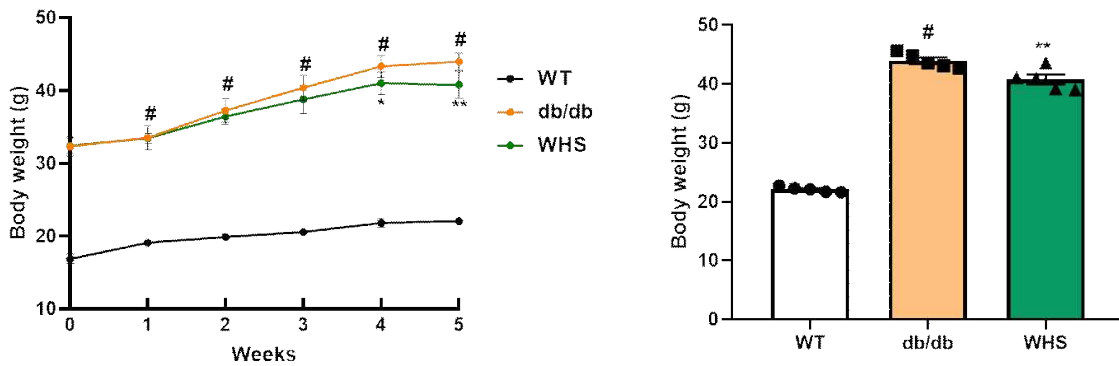 Body weight (g)
50
40
30
20
10
0 1 2 3 4 5
Weeks
# # # # #
* **
WT
db/db
WHS
Body weight (g)
50
40
30
20
10
0
# **
WT db/db WHS